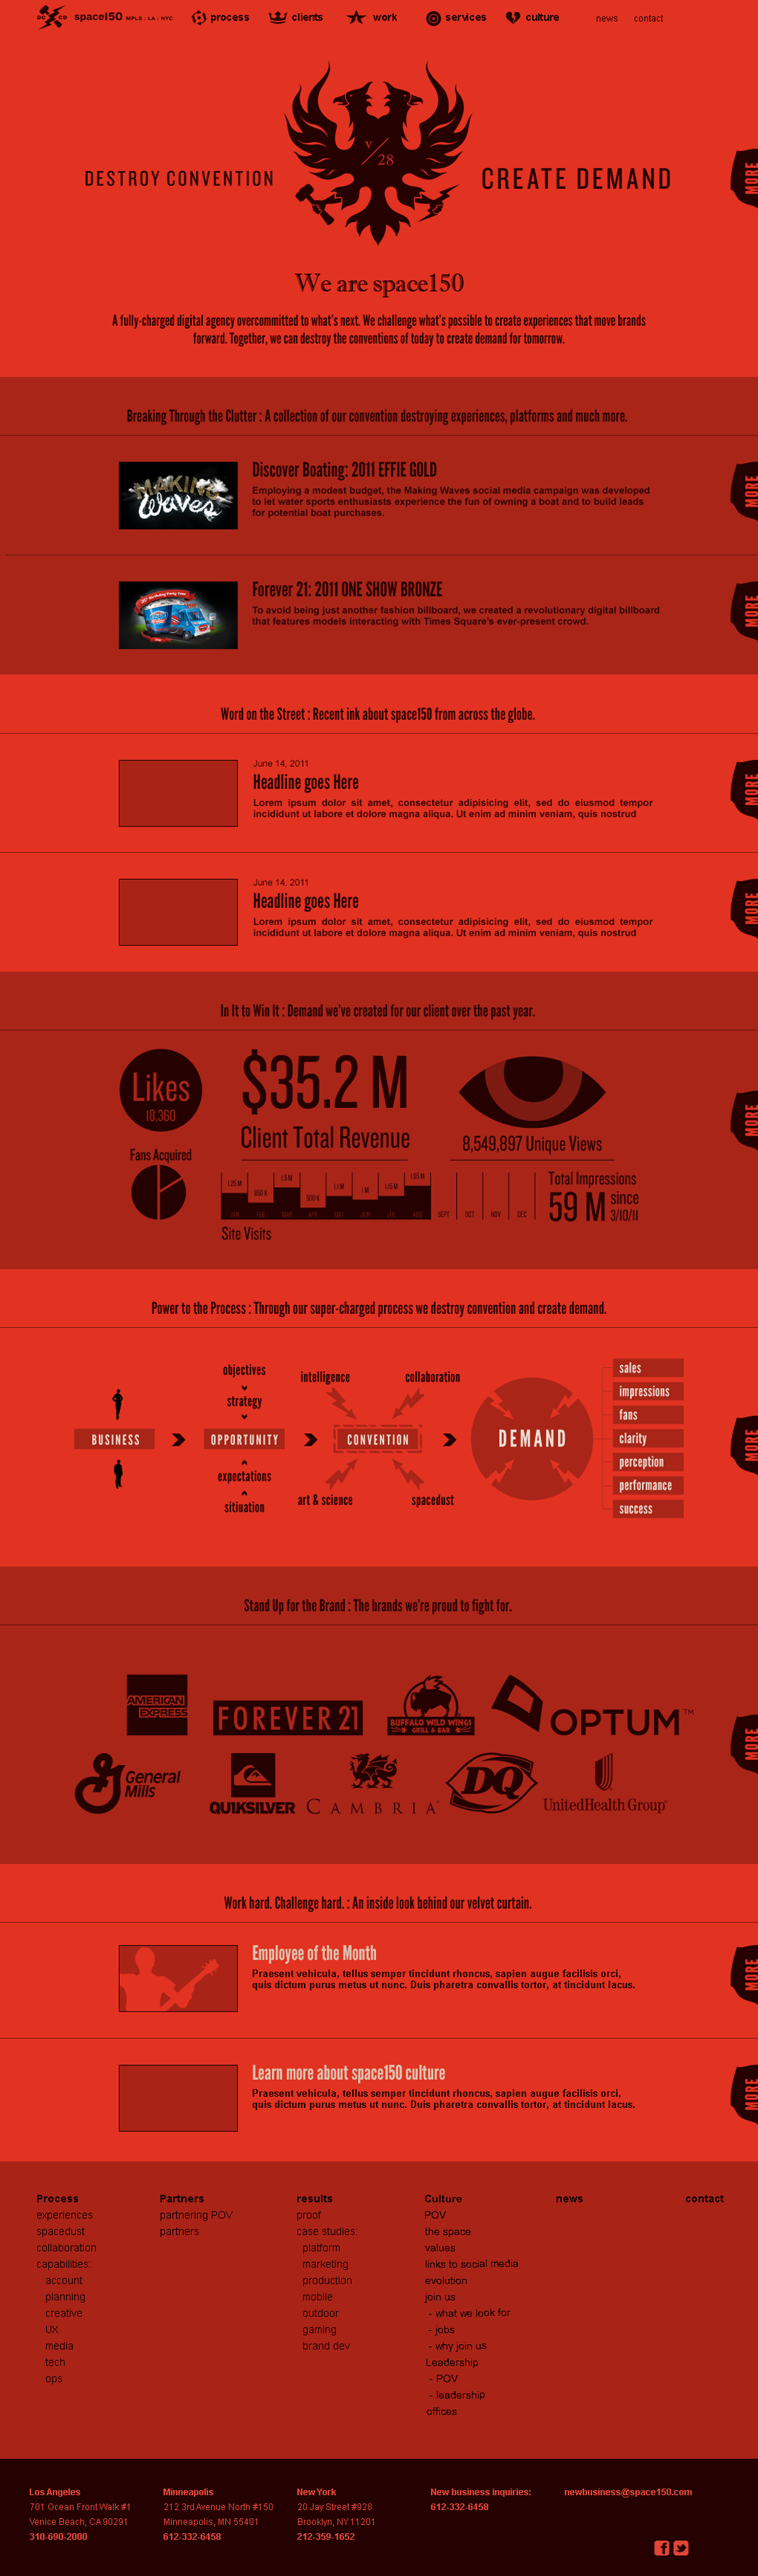 DC CD space150 MPLS : LA : NYC process clients work services culture news contact
DESTROY CONVENTION
v/28
CREATE DEMAND
MORE
We are space150
A fully-charged digital agency overcommitted to what's next. We challenge what's possible to create experiences that move brands
forward. Together, we can destroy the conventions of today to create demand for tomorrow.
Breaking Through the Clutter : A collection of our convention destroying experiences, platforms and much more.
MAKING
Waves
Discover Boating: 2011 EFFIE GOLD
Employing a modest budget, the Making Waves social media campaign was developed
to let water sports enthusiasts experience the fun of owning a boat and to build leads
for potential boat purchases.
MORE
Forever 21: 2011 ONE SHOW BRONZE
To avoid being just another fashion billboard, we created a revolutionary digital billboard
that features models interacting with Times Square's ever-present crowd.
MORE
Word on the Street : Recent ink about space150 from across the globe.
June 14, 2011
Headline goes Here
Lorem ipsum dolor sit amet, consectetur adipisicing elit, sed do eiusmod tempor
incididunt ut labore et dolore magna aliqua. Ut enim ad minim veniam, quis nostrud
MORE
June 14, 2011
Headline goes Here
Lorem ipsum dolor sit amet, consectetur adipisicing elit, sed do eiusmod tempor
incididunt ut labore et dolore magna aliqua. Ut enim ad minim veniam, quis nostrud
MORE
In It to Win It : Demand we've created for our client over the past year.
Likes
18,360
Fans Acquired
$35.2 M
Client Total Revenue
8,549,897 Unique Views
MORE
1.25 M 850 K 1.5 M 500 K 1.1 M 1 M 1.15 M 1.65 M
JAN FEB MAR APR MAY JUN JUL AUG SEPT OCT NOV DEC
Site Visits
Total Impressions
59 M since
3/10/11
Power to the Process : Through our super-charged process we destroy convention and create demand.
BUSINESS
objectives
strategy
OPPORTUNITY
expectations
sitiuation
intelligence
collaboration
CONVENTION
art & science
spacedust
DEMAND
sales
impressions
fans
clarity
perception
performance
success
MORE
Stand Up for the Brand : The brands we're proud to fight for.
AMERICAN
EXPRESS
FOREVER 21
BUFFALO WILD WINGS
GRILL & BAR
OPTUM™
MORE
G General
Mills
QUIKSILVER
CAMBRIA®
DQ
UnitedHealth Group®
Work hard. Challenge hard. : An inside look behind our velvet curtain.
Employee of the Month
Praesent vehicula, tellus semper tincidunt rhoncus, sapien augue facilisis orci,
quis dictum purus metus ut nunc. Duis pharetra convallis tortor, at tincidunt lacus.
MORE
Learn more about space150 culture
Praesent vehicula, tellus semper tincidunt rhoncus, sapien augue facilisis orci,
quis dictum purus metus ut nunc. Duis pharetra convallis tortor, at tincidunt lacus.
MORE
Process
experiences
spacedust
collaboration
capabilities:
account
planning
creative
UX
media
tech
ops
Partners
partnering POV
partners
results
proof
case studies:
platform
marketing
production
mobile
outdoor
gaming
brand dev
Culture
POV
the space
values
links to social media
evolution
join us
- what we look for
- jobs
- why join us
Leadership
- POV
- leadership
offices
news
contact
Los Angeles
701 Ocean Front Walk #1
Venice Beach, CA 90291
310-690-2000
Minneapolis
212 3rd Avenue North #150
Minneapolis, MN 55401
612-332-6458
New York
20 Jay Street #928
Brooklyn, NY 11201
212-359-1652
New business inquiries:
612-332-6458
newbusiness@space150.com